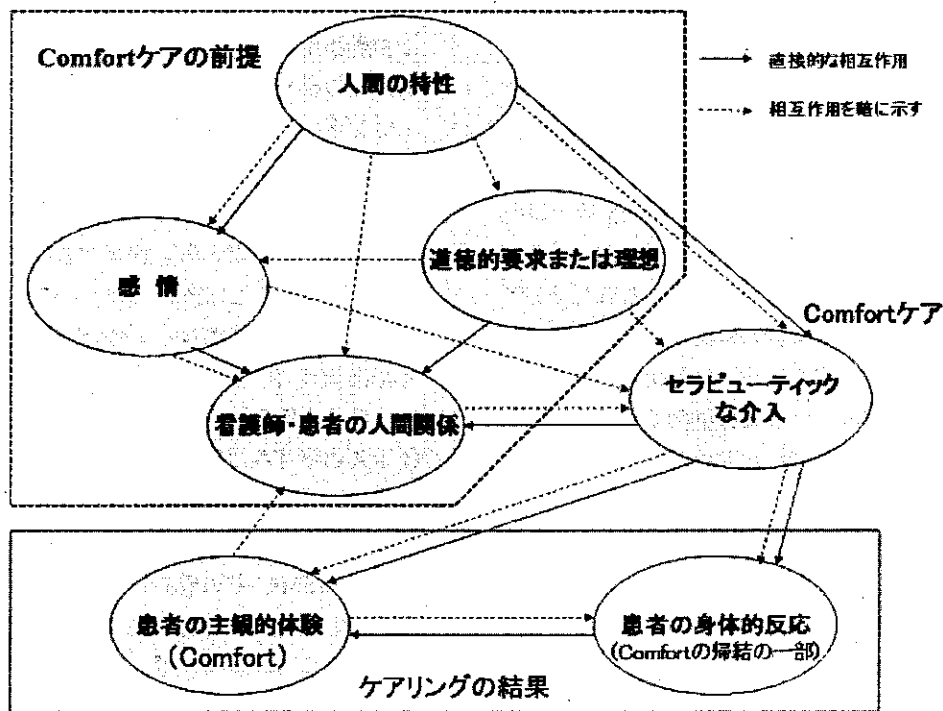 Comfortケアの前提
人間の特性
直接的な相互作用
相互作用を暗に示す
感情
道徳的要求または理想
Comfortケア
セラピューティック
な介入
看護師・患者の人間関係
患者の主観的体験
(Comfort)
患者の身体的反応
(Comfortの帰結の一部)
ケアリングの結果